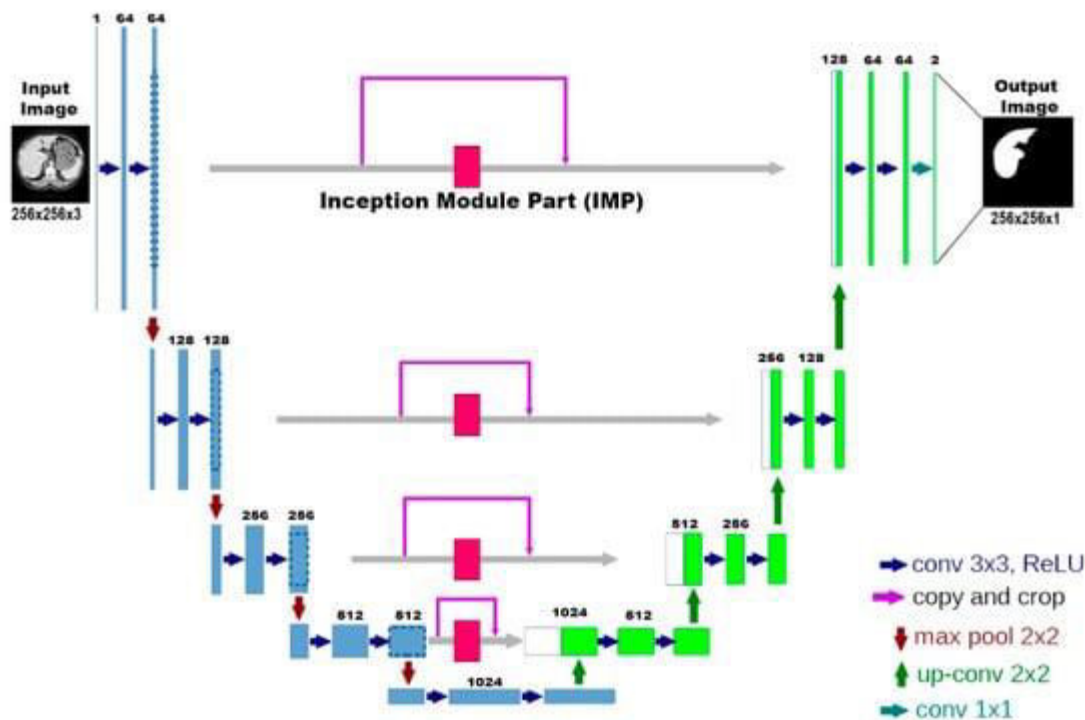 1 64 64
Input
Image
256x256x3
Inception Module Part (IMP)
128 64 64 2
Output
Image
256x256x1
128 128
256 128
256 256
512 256
512 512
1024 512
1024
conv 3x3, ReLU
copy and crop
max pool 2x2
up-conv 2x2
conv 1x1